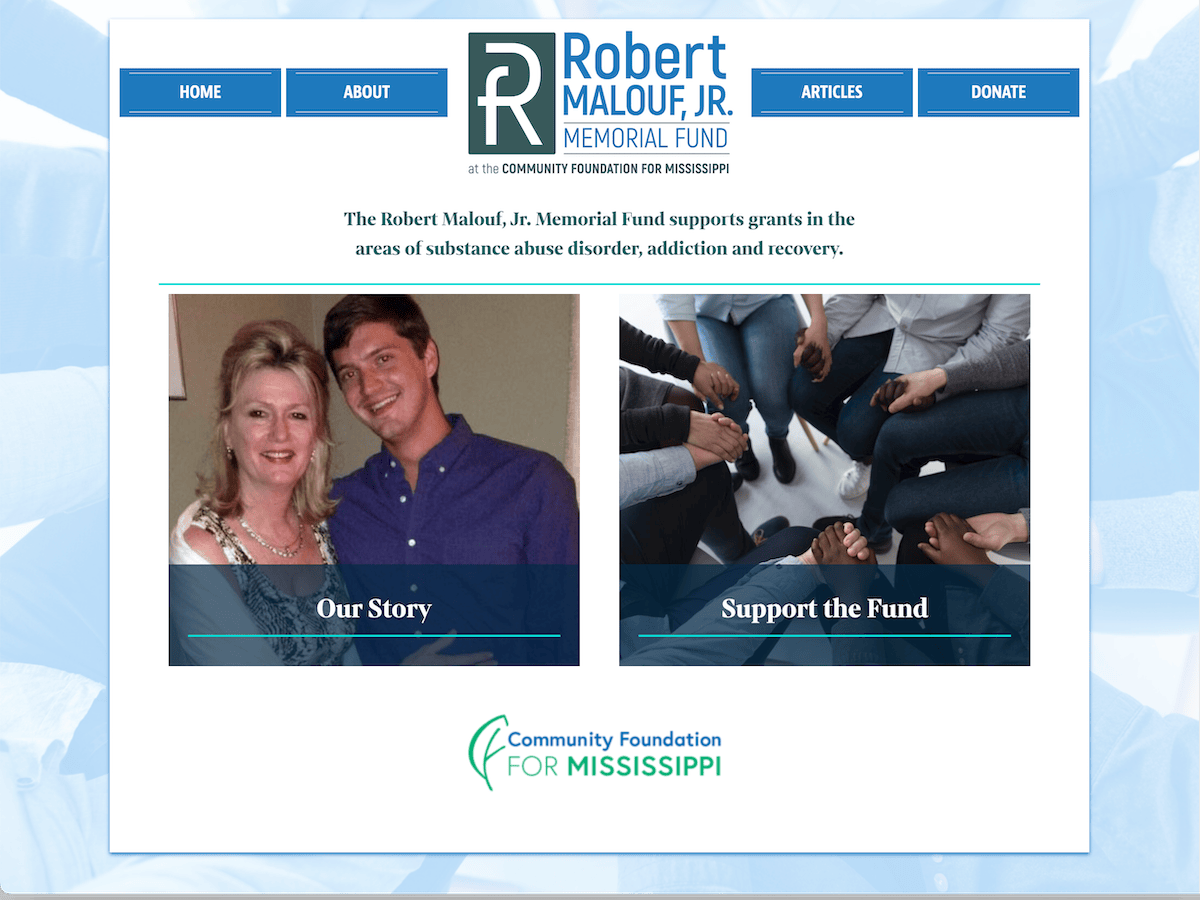 HOME
ABOUT
R
Robert
MALOUF, JR.
MEMORIAL FUND
at the COMMUNITY FOUNDATION FOR MISSISSIPPI
ARTICLES
DONATE
The Robert Malouf, Jr. Memorial Fund supports grants in the
areas of substance abuse disorder, addiction and recovery.
Our Story
Support the Fund
Community Foundation
FOR MISSISSIPPI